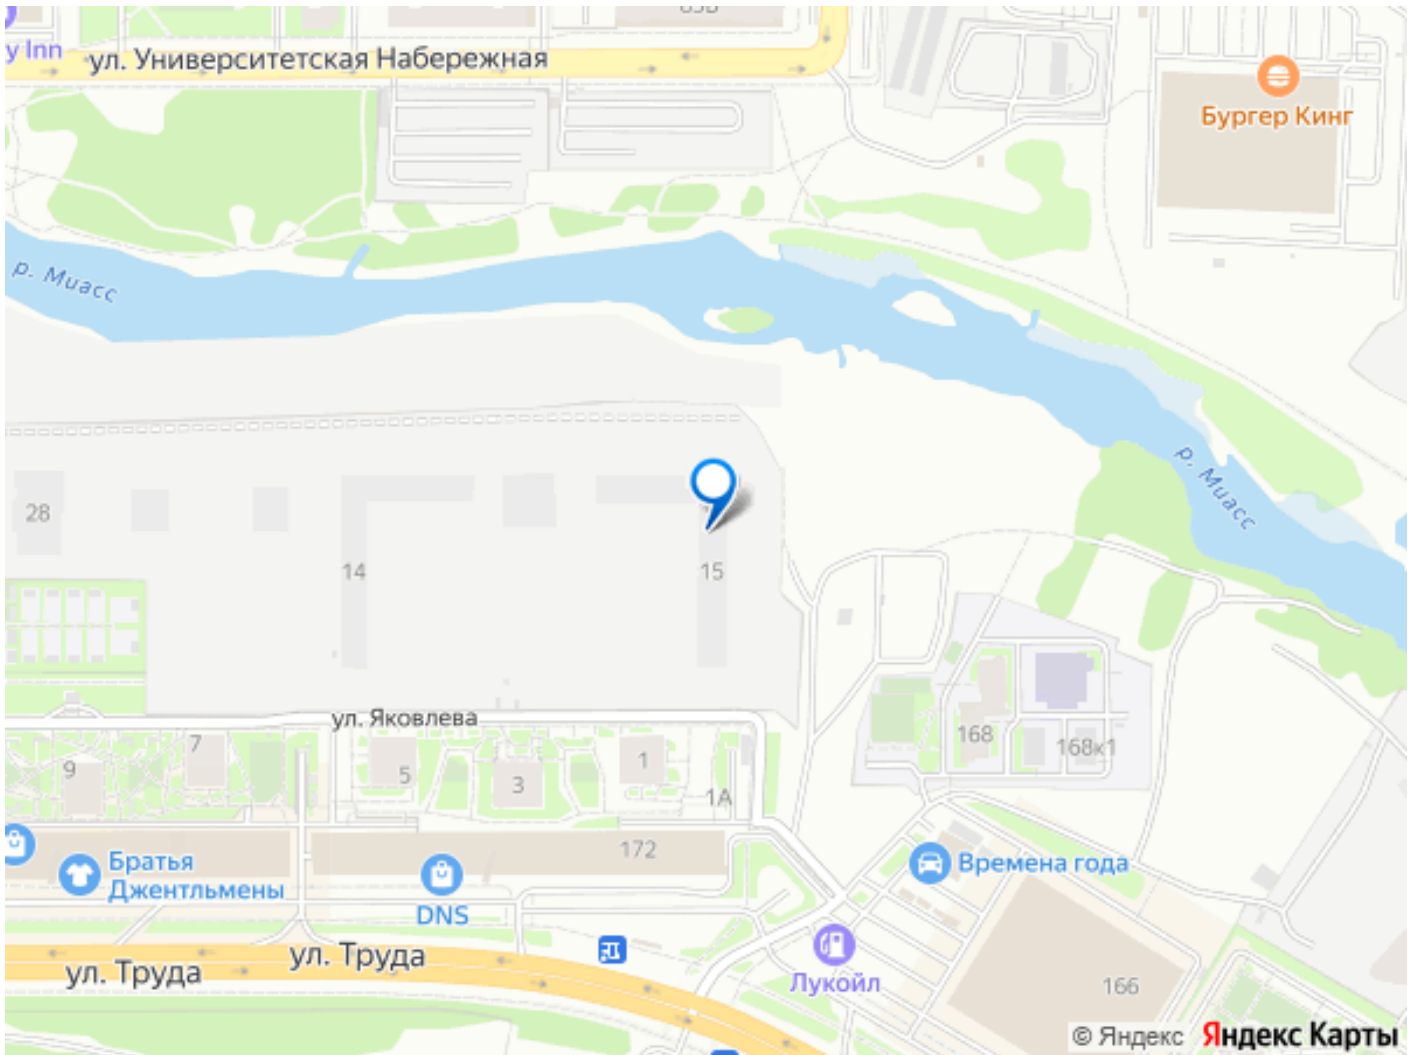 y Inn
ул. Университетская Набережная
Бургер Кинг
р. Миасс
р. Миасс
28
14
15
ул. Яковлева
7
9
5
3
1
1А
168
168к1
172
Братья
Джентльмены
DNS
Времена года
ул. Труда
ул. Труда
Лукойл
166
© Яндекс
Яндекс Карты